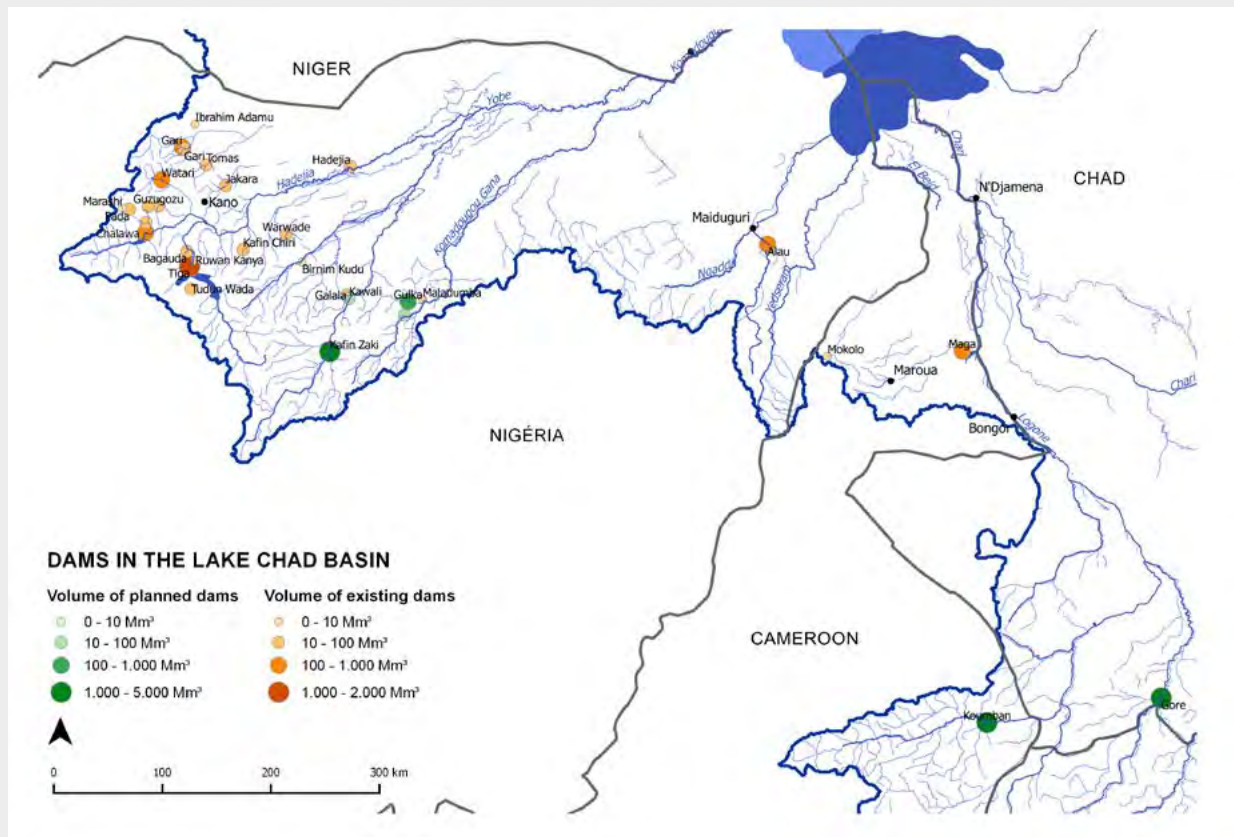 NIGER
Komadougou
Yobe
Ibrahim Adamu
Gari
Gari
Tomas
Hadejia
Watari
Jakara
Hadejia
Chari
El Beid
N'Djamena
CHAD
Marashi
Guzugozu
Kano
Pada
Komadougou Gana
Maiduguri
Warwade
Chalawa
Kafin Chiri
Alau
Bagauda
Ruwan Kanya
Birnim Kudu
Noadda
Yedseram
Tiga
Tudun Wada
Galala
Kawali
Gulka
Maladumba
Kafin Zaki
Mokolo
Maga
Maroua
Chari
NIGÉRIA
Bongor
Logone
DAMS IN THE LAKE CHAD BASIN
Volume of planned dams
0 - 10 Mm³
10 - 100 Mm³
100 - 1.000 Mm³
1.000 - 5.000 Mm³
Volume of existing dams
0 - 10 Mm³
10 - 100 Mm³
100 - 1.000 Mm³
1.000 - 2.000 Mm³
CAMEROON
Koumban
Gore
0 100 200 300 km